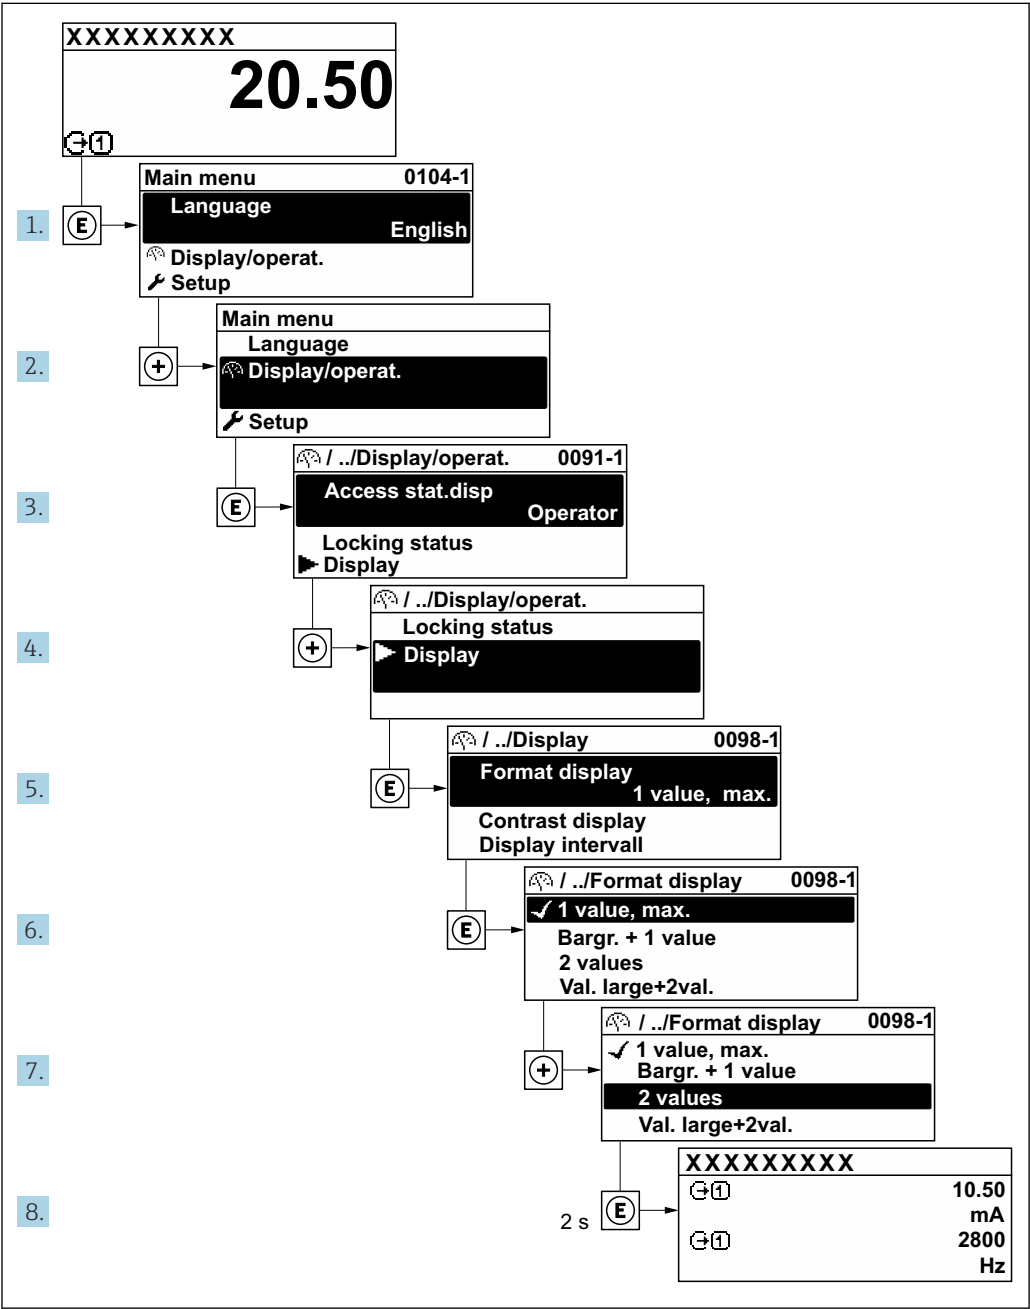 XXXXXXXXX
20.50
1
Main menu 0104-1
1. E Language
English
Display/operat.
Setup
Main menu
Language
2. + Display/operat.
Setup
/ ../Display/operat. 0091-1
3. E Access stat.disp
Operator
Locking status
Display
/ ../Display/operat.
Locking status
4. + Display
/ ../Display 0098-1
5. E Format display
1 value, max.
Contrast display
Display intervall
/ ../Format display 0098-1
6. E 1 value, max.
Bargr. + 1 value
2 values
Val. large+2val.
/ ../Format display 0098-1
1 value, max.
7. + Bargr. + 1 value
2 values
Val. large+2val.
XXXXXXXXX
1 10.50
8. 2 s E mA
1 2800
Hz